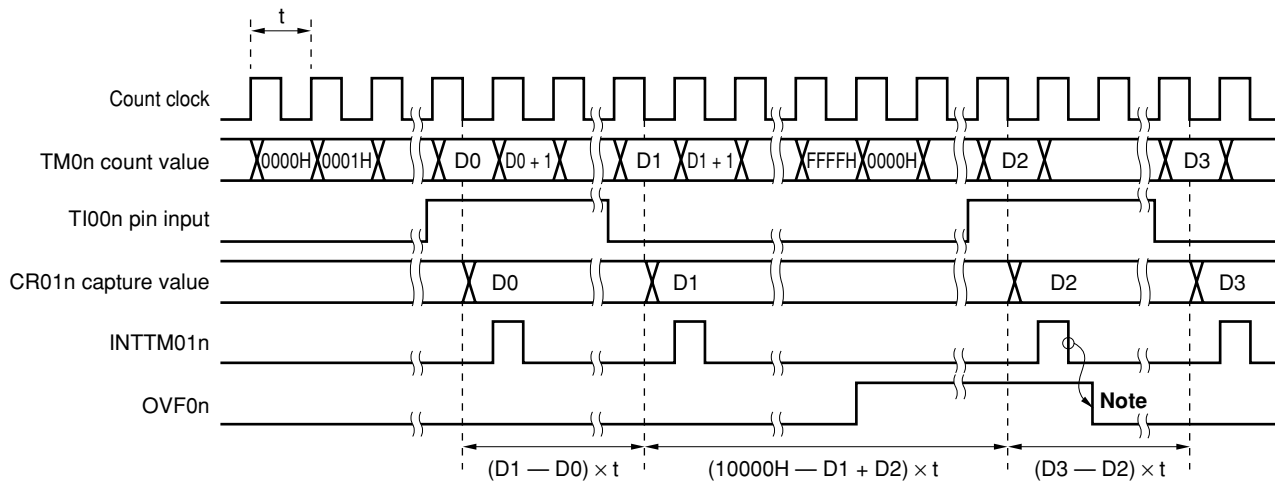 t
Count clock
TM0n count value
0000H 0001H D0 D0 + 1 D1 D1 + 1 FFFFH 0000H D2 D3
TI00n pin input
CR01n capture value
D0 D1 D2 D3
INTTM01n
Note
OVF0n
(D1 — D0) × t (10000H — D1 + D2) × t (D3 — D2) × t